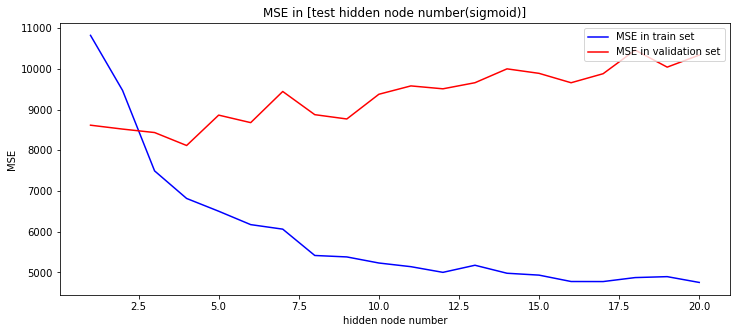 MSE in [test hidden node number(sigmoid)]
11000
10000
9000
8000
7000
6000
5000
MSE
MSE in train set
MSE in validation set
2.5 5.0 7.5 10.0 12.5 15.0 17.5 20.0
hidden node number